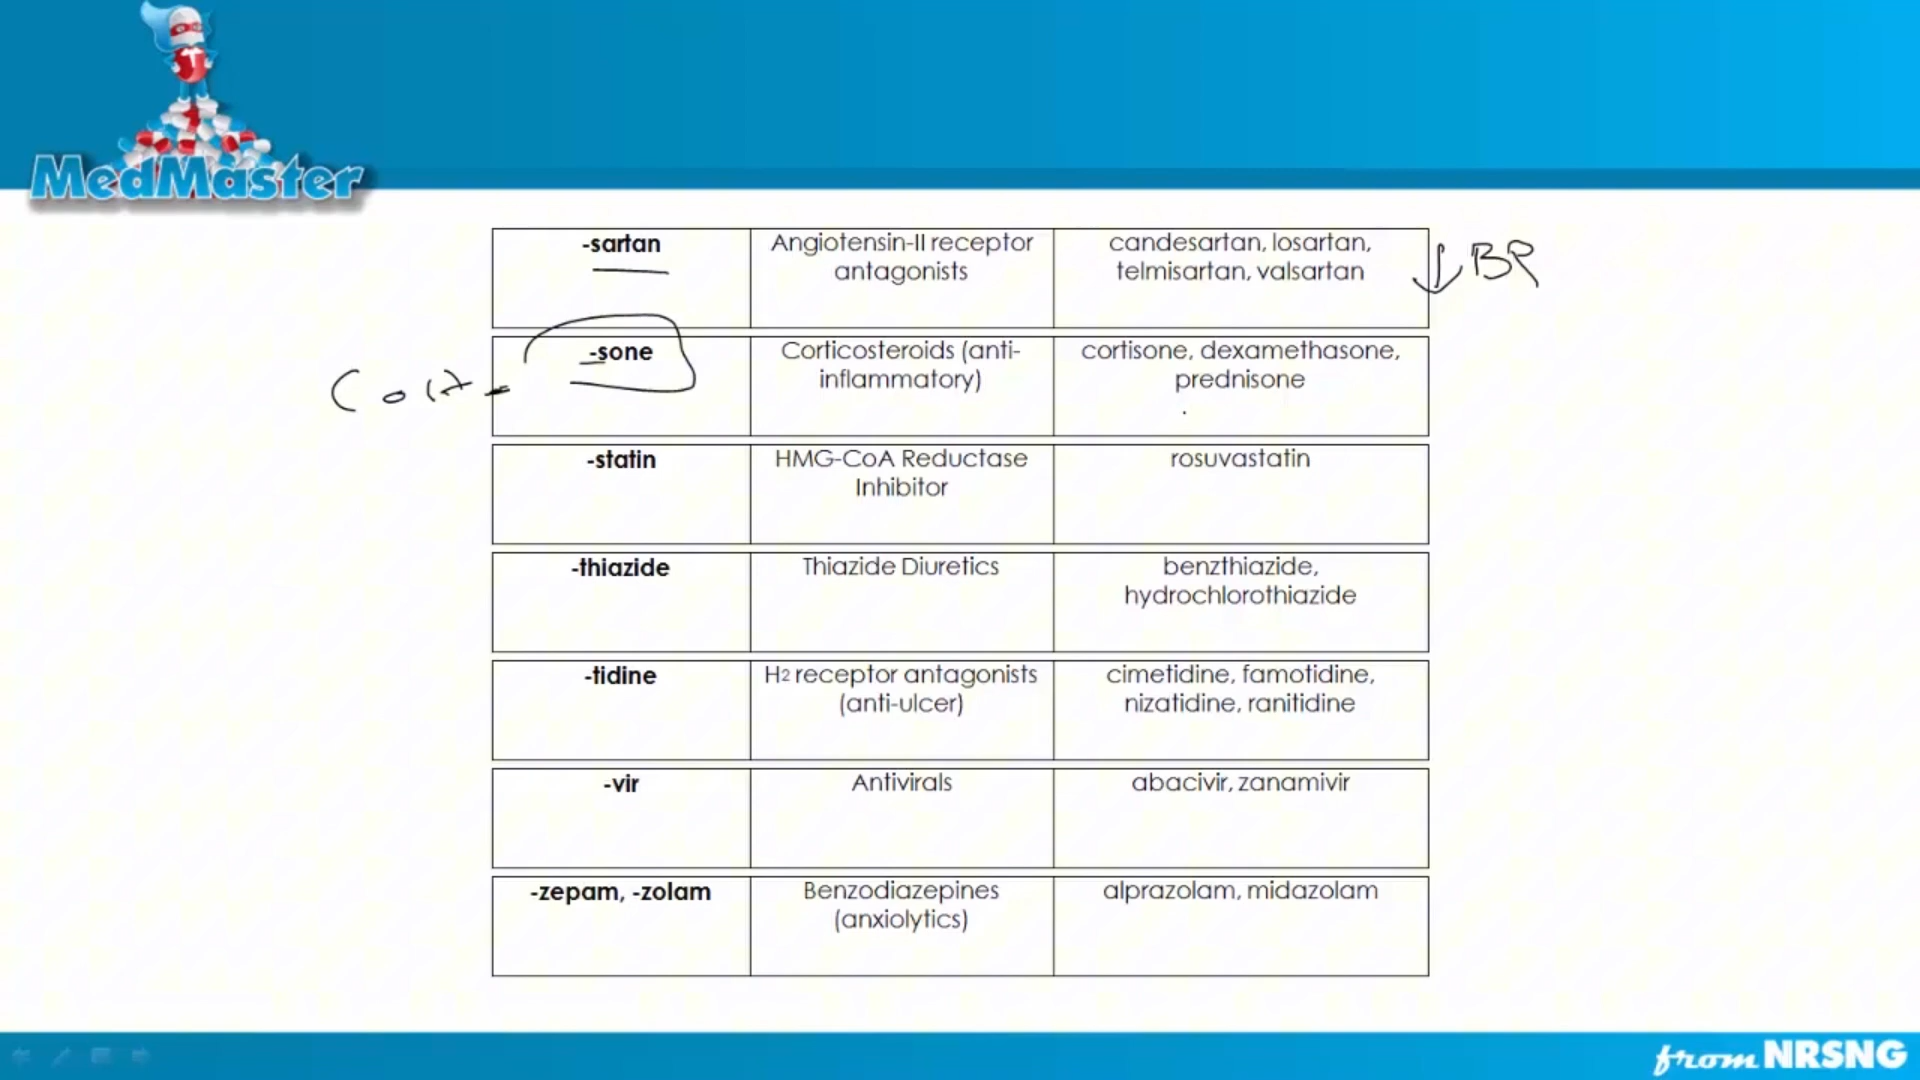 MedMaster
-sartan
Angiotensin-II receptor
antagonists
candesartan, losartan,
telmisartan, valsartan
↓ BP
-sone
Corticosteroids (anti-
inflammatory)
cortisone, dexamethasone,
prednisone
-statin
HMG-CoA Reductase
Inhibitor
rosuvastatin
-thiazide
Thiazide Diuretics
benzthiazide,
hydrochlorothiazide
-tidine
H2 receptor antagonists
(anti-ulcer)
cimetidine, famotidine,
nizatidine, ranitidine
-vir
Antivirals
abacivir, zanamivir
-zepam, -zolam
Benzodiazepines
(anxiolytics)
alprazolam, midazolam
from NRSNG